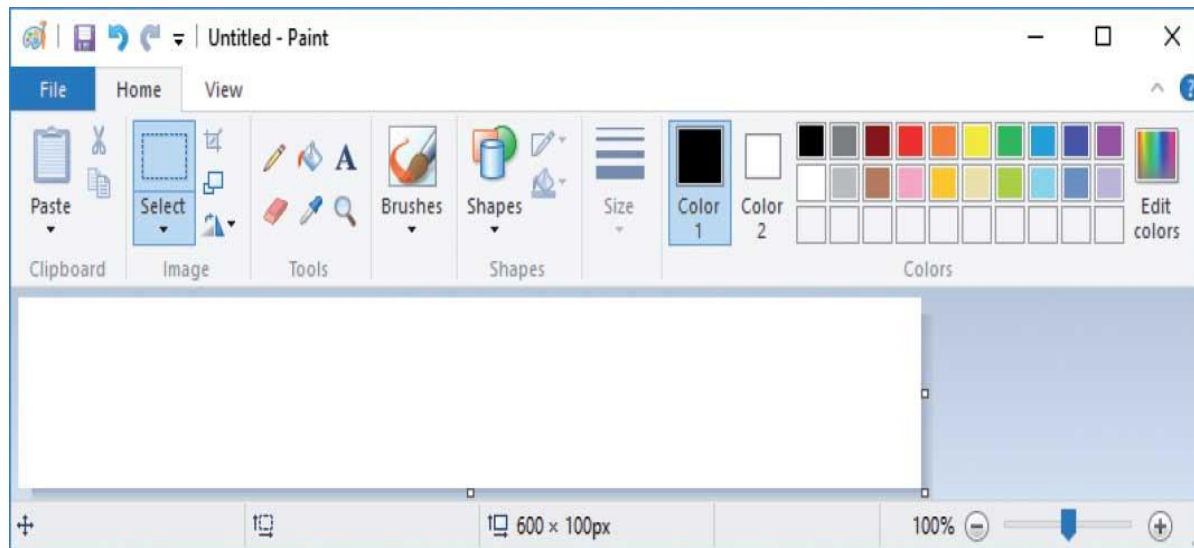 Untitled - Paint
File Home View
Paste Select A Brushes Shapes Size Color 1 Color 2 Edit colors
Clipboard Image Tools Shapes Colors
600 × 100px 100%